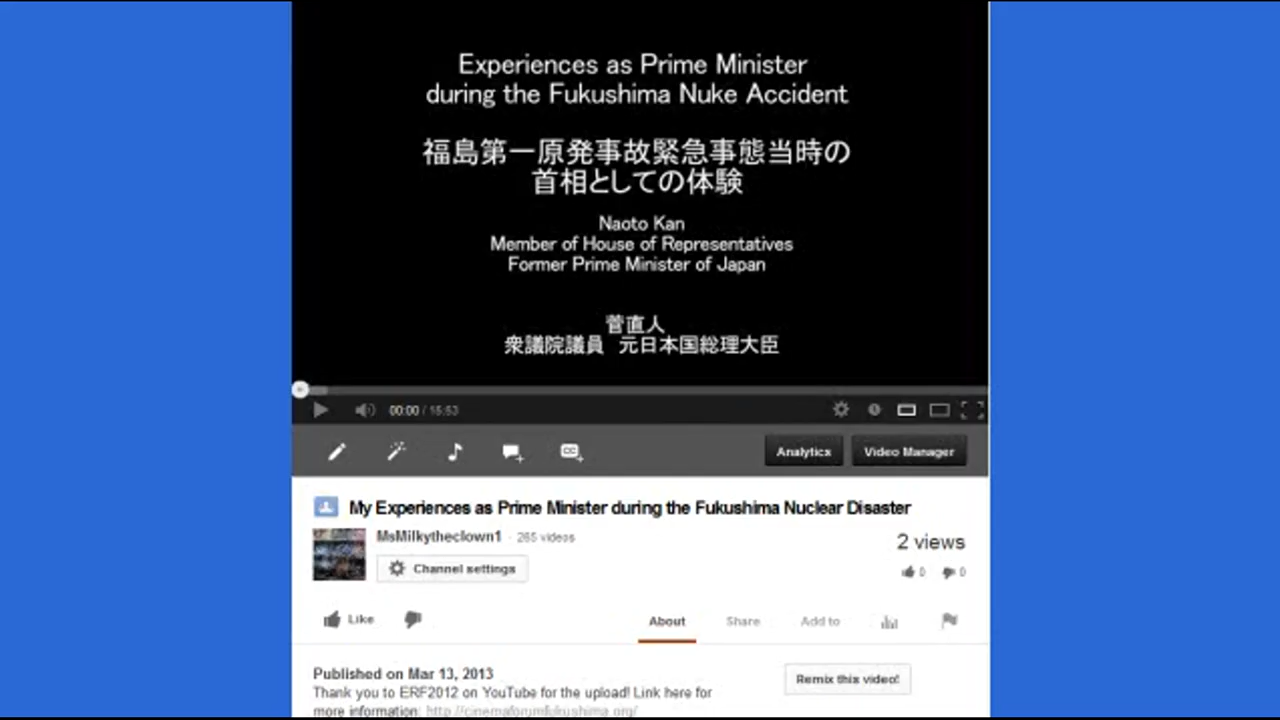 Experiences as Prime Minister
during the Fukushima Nuke Accident
福島第一原発事故緊急事態当時の
首相としての体験
Naoto Kan
Member of House of Representatives
Former Prime Minister of Japan
菅直人
衆議院議員 元日本国総理大臣
00:00 / 15:53
Analytics
Video Manager
My Experiences as Prime Minister during the Fukushima Nuclear Disaster
MsMilkytheclown1 · 265 videos
2 views
Channel settings
0 0
Like
About
Share
Add to
Published on Mar 13, 2013
Remix this video!
Thank you to ERF2012 on YouTube for the upload! Link here for
more information: http://cinemaforumfukushima.org/